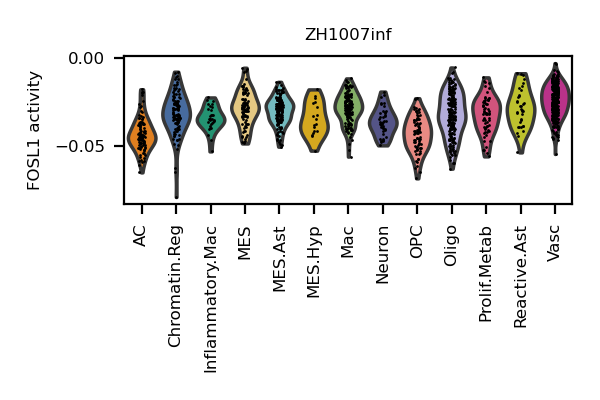 ZH1007inf
FOSL1 activity
0.00
−0.05
AC
Chromatin.Reg
Inflammatory.Mac
MES
MES.Ast
MES.Hyp
Mac
Neuron
OPC
Oligo
Prolif.Metab
Reactive.Ast
Vasc